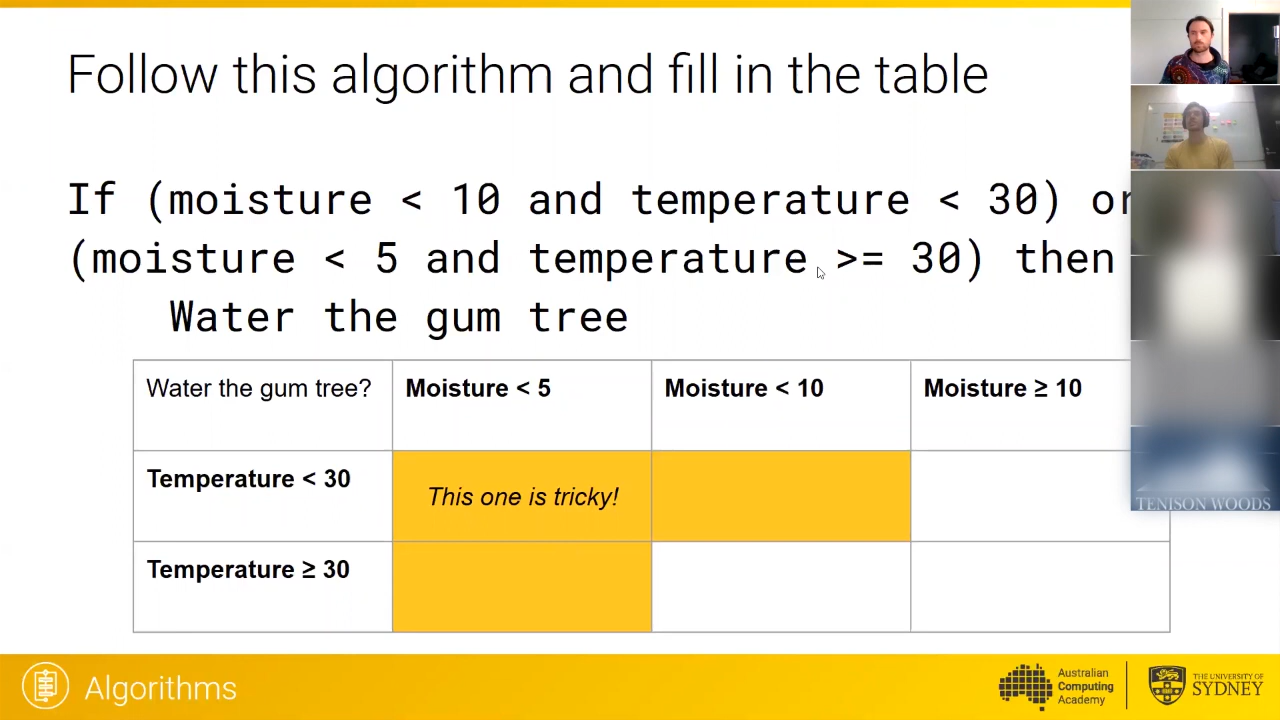 Follow this algorithm and fill in the table
If (moisture < 10 and temperature < 30) or
(moisture < 5 and temperature >= 30) then
Water the gum tree
Water the gum tree? Moisture < 5 Moisture < 10 Moisture ≥ 10
Temperature < 30 This one is tricky!
Temperature ≥ 30
TENISON WOODS
Algorithms
Australian
Computing
Academy
THE UNIVERSITY OF
SYDNEY